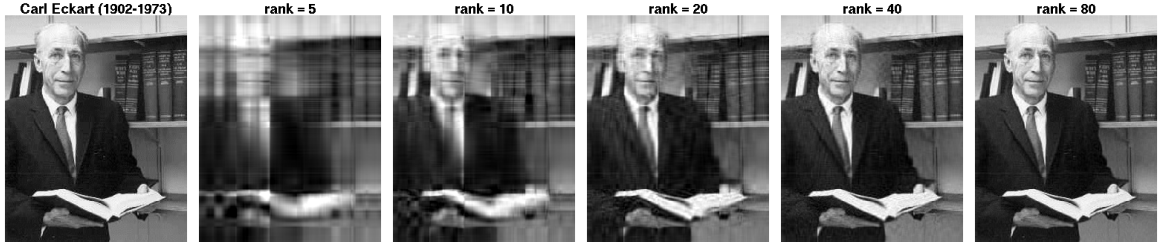 Carl Eckart (1902-1973)
rank = 5
rank = 10
rank = 20
rank = 40
rank = 80